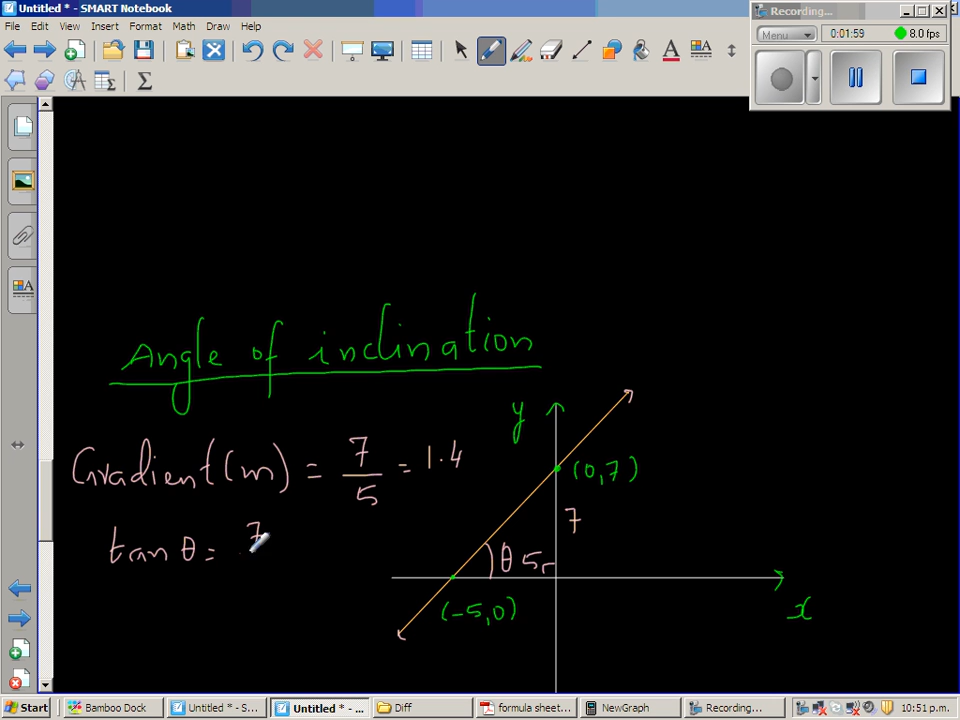 Untitled * - SMART Notebook
Recording...
File Edit View Insert Format Math Draw Help
Menu 0:01:59 8.0 fps
Angle of inclination
y
Gradient (m) = 7/5 = 1.4
(0,7)
7
tan θ = 7
θ 5
(-5,0)
x
Start Bamboo Dock Untitled * - S... Untitled * - ... Diff formula sheet... NewGraph Recording... 10:51 p.m.